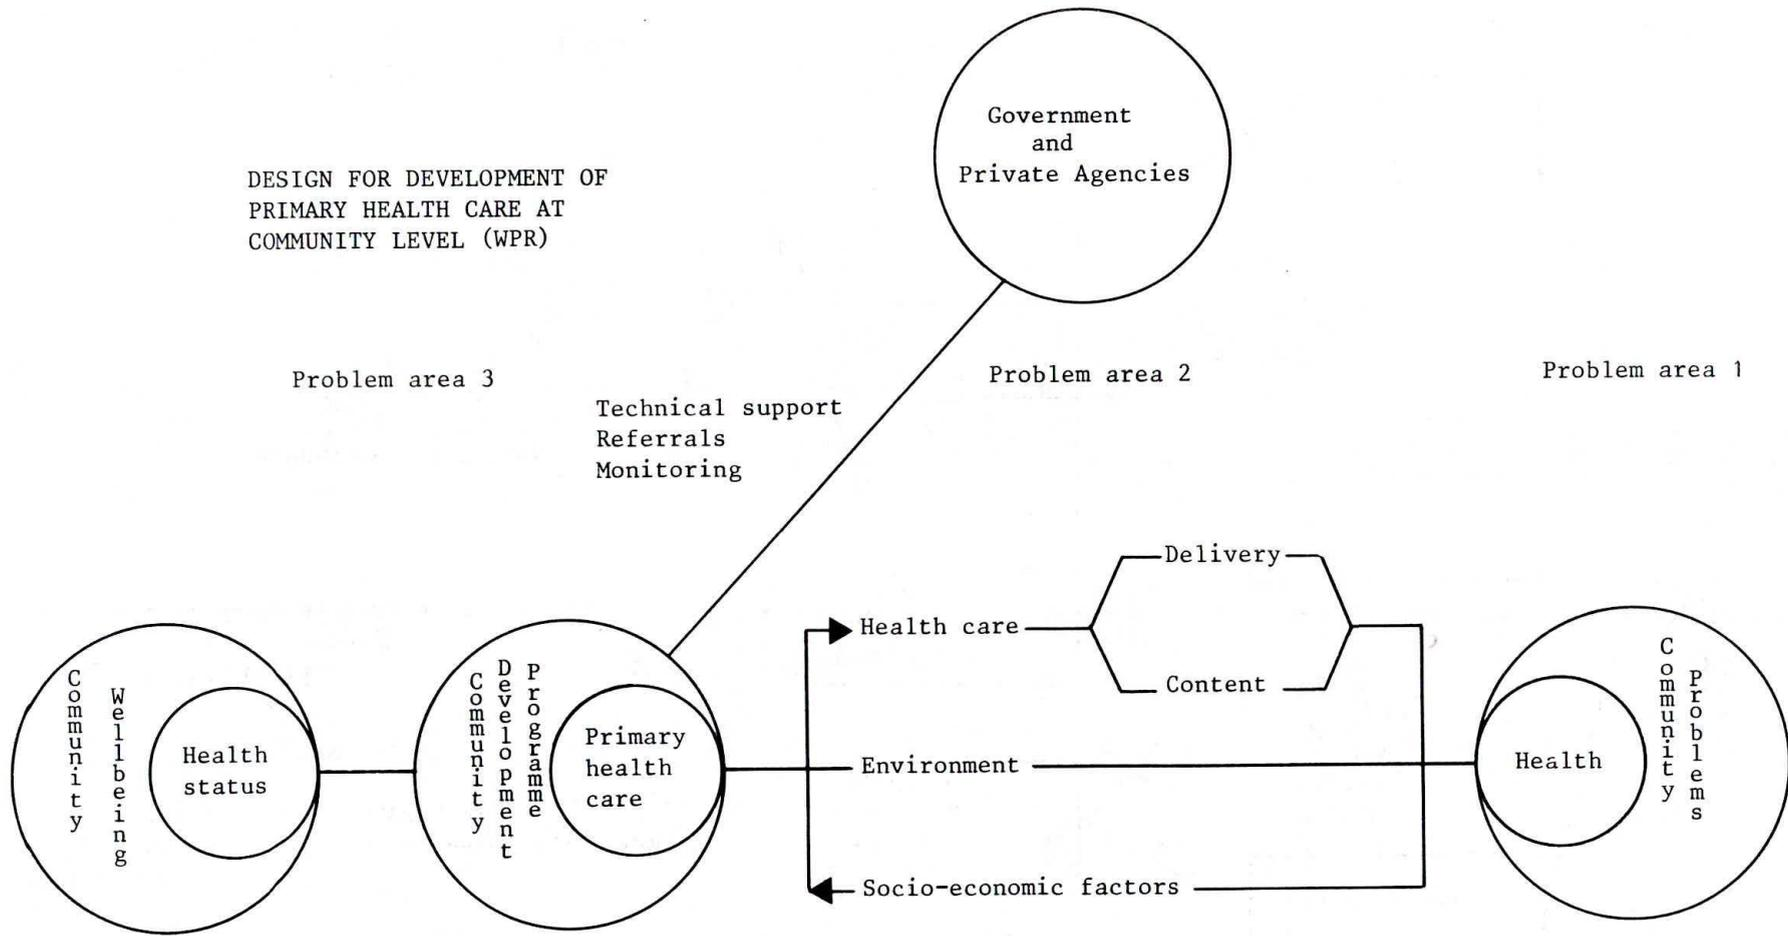 Government
and
Private Agencies
DESIGN FOR DEVELOPMENT OF
PRIMARY HEALTH CARE AT
COMMUNITY LEVEL (WPR)
Problem area 3
Problem area 2
Problem area 1
Technical support
Referrals
Monitoring
Delivery
Health care
Content
Community
Wellbeing
Health
status
Community
Development
Programme
Primary
health
care
Environment
Health
Community
Problems
Socio-economic factors